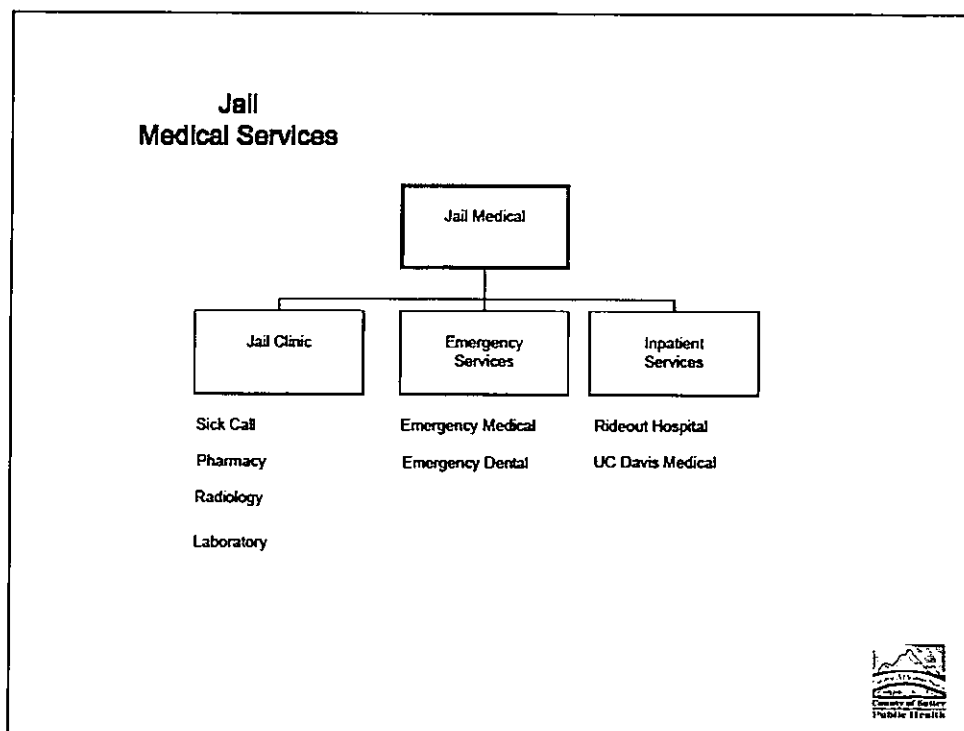 Jail
Medical Services
Jail Medical
Jail Clinic
Emergency
Services
Inpatient
Services
Sick Call
Emergency Medical
Rideout Hospital
Pharmacy
Emergency Dental
UC Davis Medical
Radiology
Laboratory
County of Sutter
Public Health